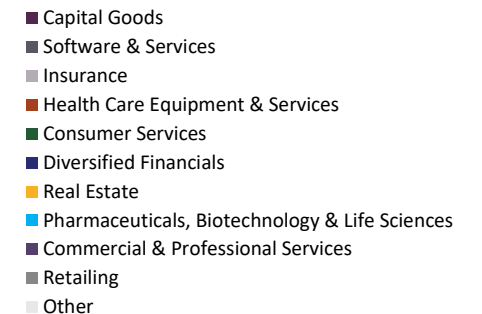 Capital Goods
Software & Services
Insurance
Health Care Equipment & Services
Consumer Services
Diversified Financials
Real Estate
Pharmaceuticals, Biotechnology & Life Sciences
Commercial & Professional Services
Retailing
Other